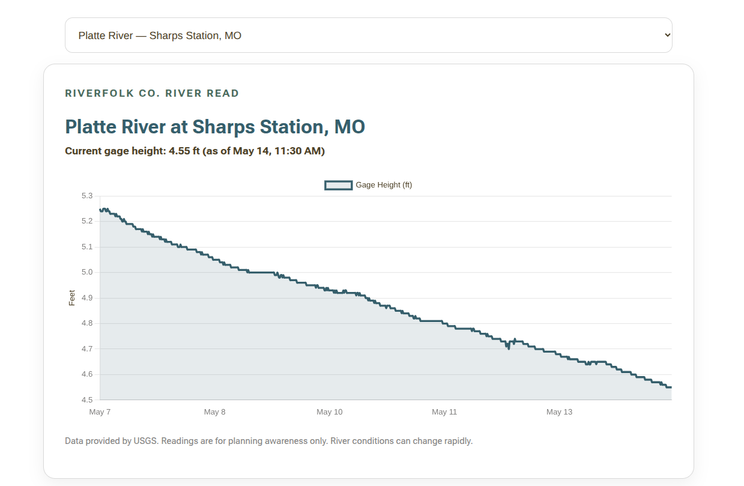 Platte River — Sharps Station, MO
RIVERFOLK CO. RIVER READ
Platte River at Sharps Station, MO
Current gage height: 4.55 ft (as of May 14, 11:30 AM)
Gage Height (ft)
5.3
5.2
5.1
5.0
4.9
4.8
4.7
4.6
4.5
Feet
May 7 May 8 May 10 May 11 May 13
Data provided by USGS. Readings are for planning awareness only. River conditions can change rapidly.